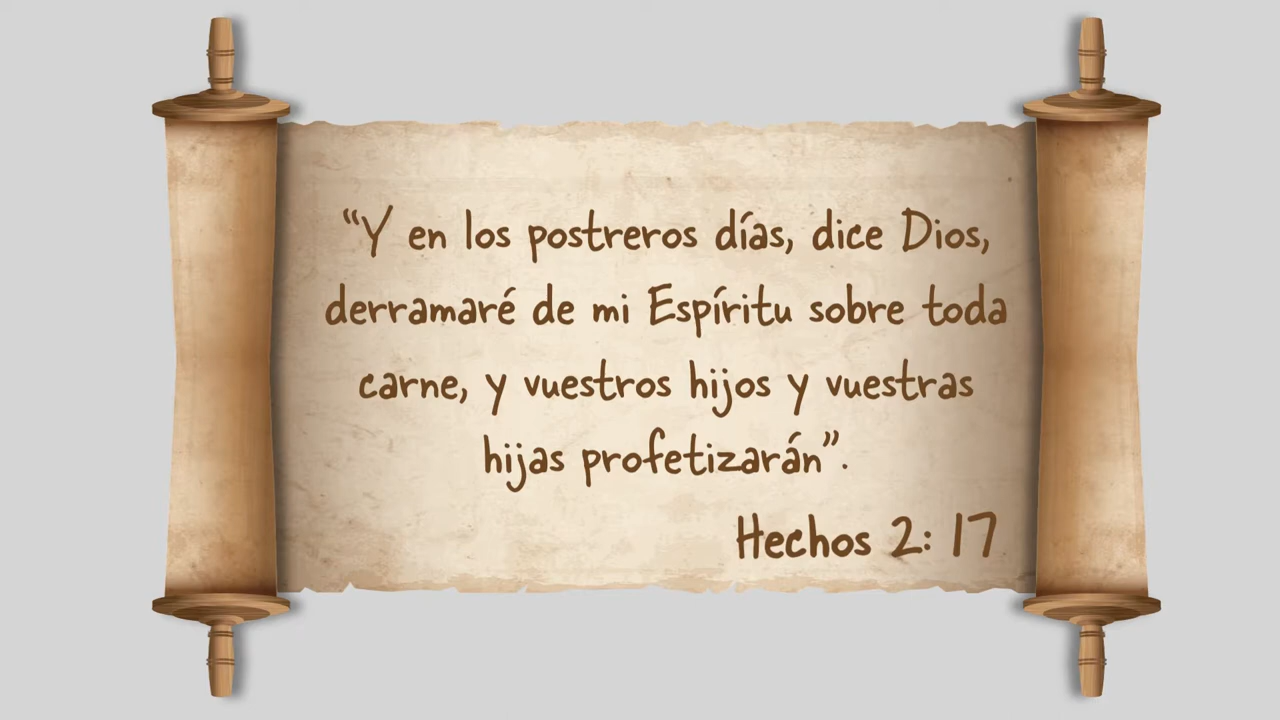 “Y en los postreros días, dice Dios,
derramaré de mi Espíritu sobre toda
carne, y vuestros hijos y vuestras
hijas profetizarán”.
Hechos 2: 17